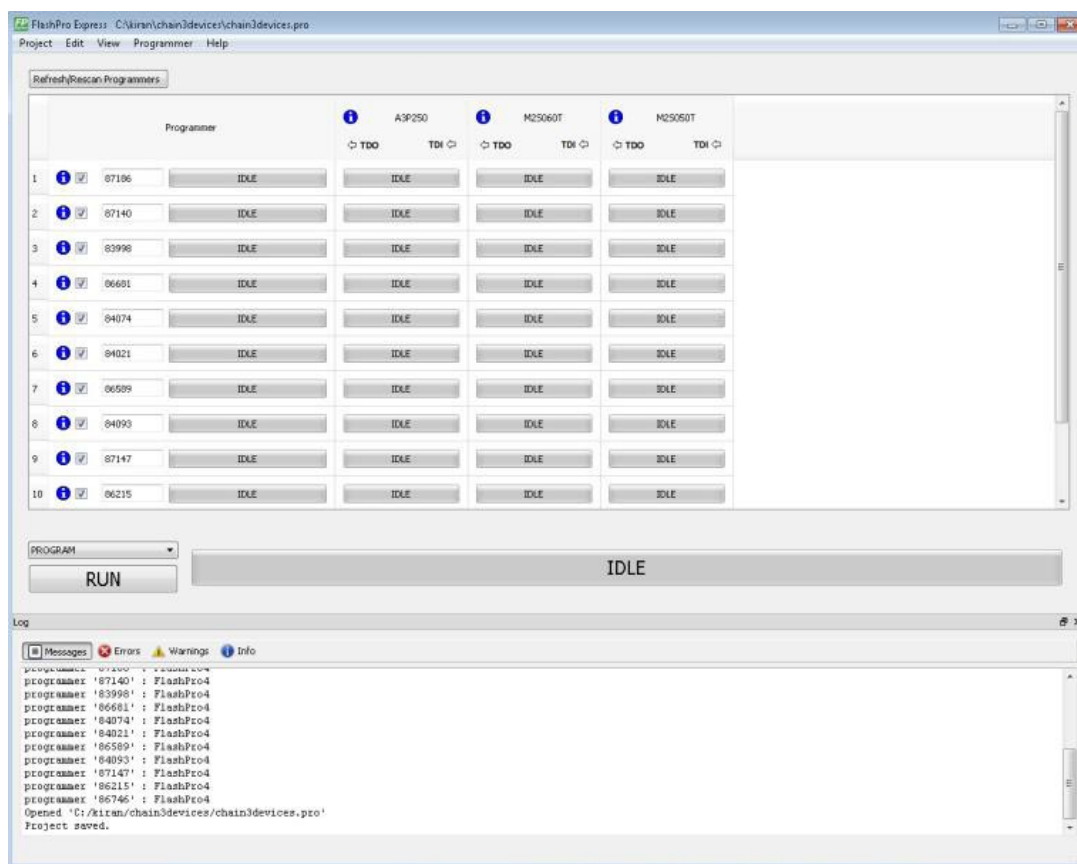 FlashPro Express C:\kiran\chain3devices\chain3devices.pro
Project Edit View Programmer Help
Refresh/Rescan Programmers
Programmer A3P250 M2S060T M2S050T
TDO TDI TDO TDI TDO TDI
1 87186 IDLE IDLE IDLE IDLE
2 87140 IDLE IDLE IDLE IDLE
3 83998 IDLE IDLE IDLE IDLE
4 86681 IDLE IDLE IDLE IDLE
5 84074 IDLE IDLE IDLE IDLE
6 84021 IDLE IDLE IDLE IDLE
7 86589 IDLE IDLE IDLE IDLE
8 84093 IDLE IDLE IDLE IDLE
9 87147 IDLE IDLE IDLE IDLE
10 86215 IDLE IDLE IDLE IDLE
PROGRAM
RUN
IDLE
Log
Messages Errors Warnings Info
programmer '87140' : FlashPro4
programmer '83998' : FlashPro4
programmer '86681' : FlashPro4
programmer '84074' : FlashPro4
programmer '84021' : FlashPro4
programmer '86589' : FlashPro4
programmer '84093' : FlashPro4
programmer '87147' : FlashPro4
programmer '86215' : FlashPro4
programmer '86746' : FlashPro4
Opened 'C:/kiran/chain3devices/chain3devices.pro'
Project saved.